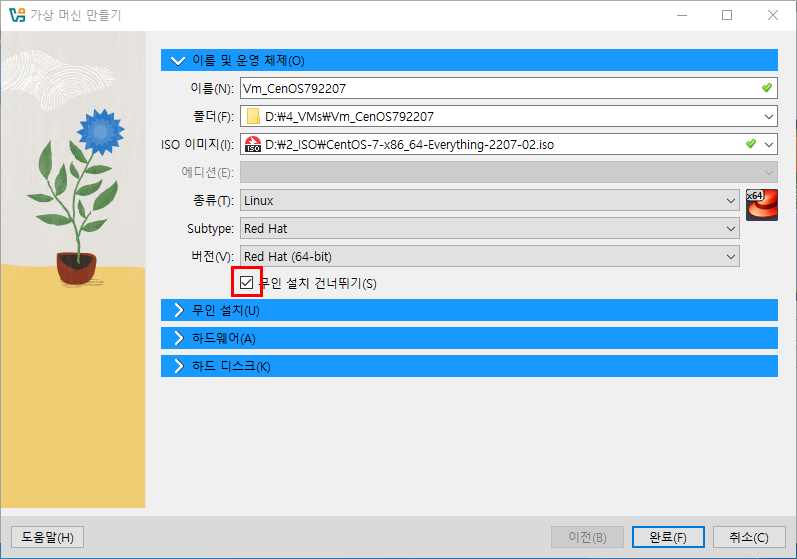 가상 머신 만들기
이름 및 운영 체제(O)
이름(N): Vm_CenOS792207
폴더(F): D:₩4_VMs₩Vm_CenOS792207
ISO 이미지(I): ISO D:₩2_ISO₩CentOS-7-x86_64-Everything-2207-02.iso
에디션(E):
종류(T): Linux x64
Subtype: Red Hat
버전(V): Red Hat (64-bit)
무인 설치 건너뛰기(S)
무인 설치(U)
하드웨어(A)
하드 디스크(K)
도움말(H) 이전(B) 완료(F) 취소(C)